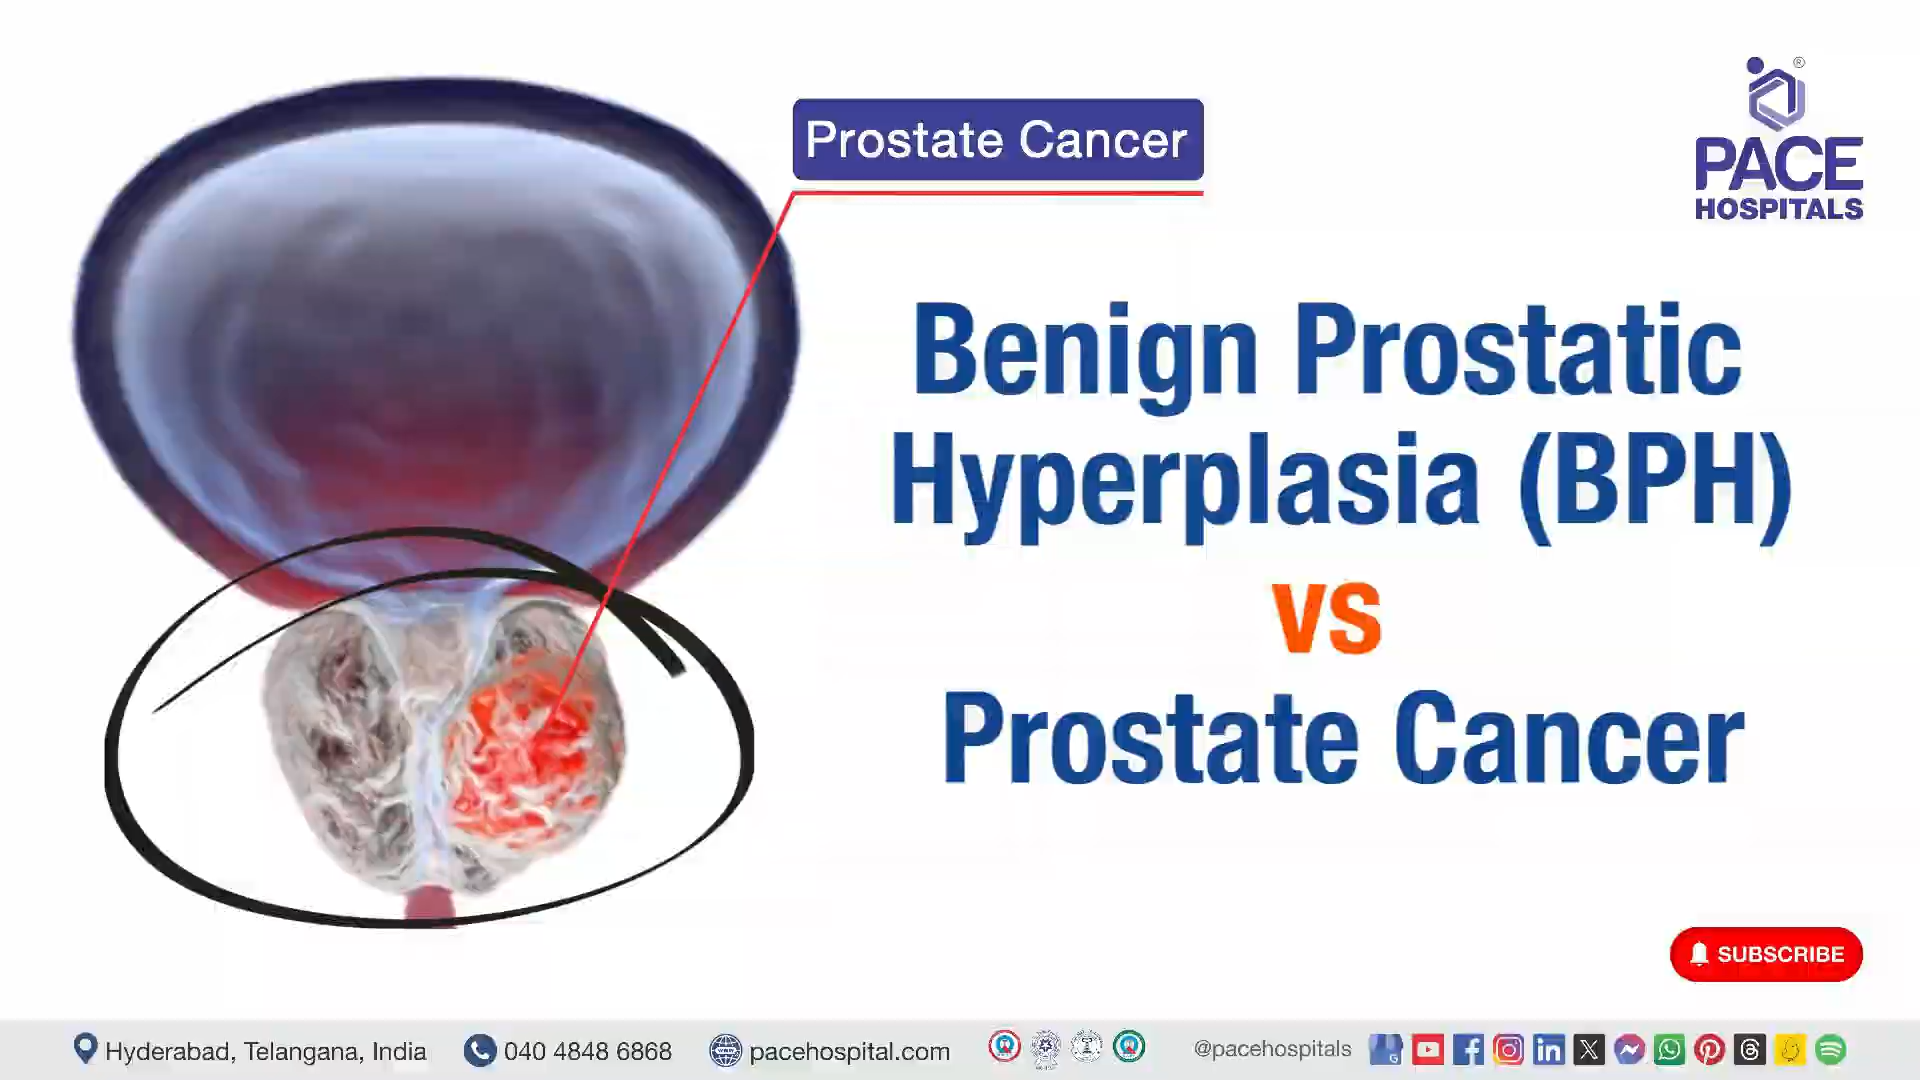 Prostate Cancer
®
PACE
HOSPITALS
Benign Prostatic
Hyperplasia (BPH)
vs
Prostate Cancer
SUBSCRIBE
Hyderabad, Telangana, India
040 4848 6868
pacehospital.com
@pacehospitals